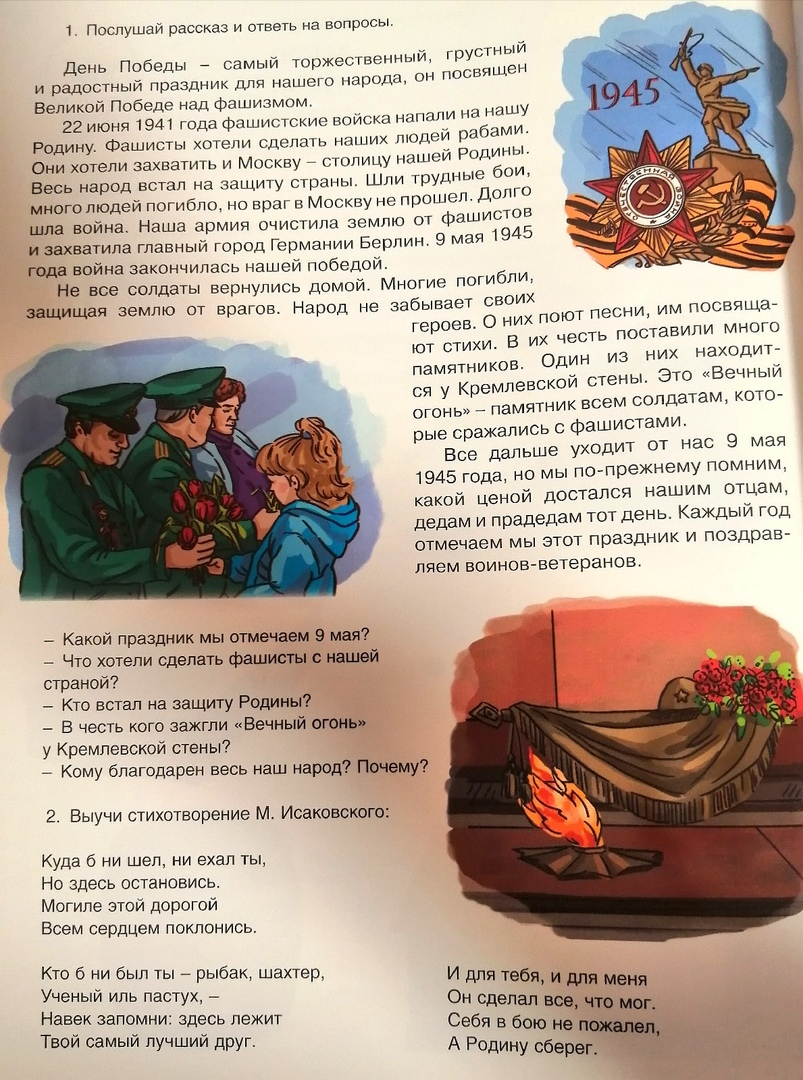 1. Послушай рассказ и ответь на вопросы.
День Победы – самый торжественный, грустный
и радостный праздник для нашего народа, он посвящен
Великой Победе над фашизмом.
22 июня 1941 года фашистские войска напали на нашу
Родину. Фашисты хотели сделать наших людей рабами.
Они хотели захватить и Москву – столицу нашей Родины.
Весь народ встал на защиту страны. Шли трудные бои,
много людей погибло, но враг в Москву не прошел. Долго
шла война. Наша армия очистила землю от фашистов
и захватила главный город Германии Берлин. 9 мая 1945
года война закончилась нашей победой.
Не все солдаты вернулись домой. Многие погибли,
защищая землю от врагов. Народ не забывает своих
героев. О них поют песни, им посвяща-
ют стихи. В их честь поставили много
памятников. Один из них находит-
ся у Кремлевской стены. Это «Вечный
огонь» – памятник всем солдатам, кото-
рые сражались с фашистами.
Все дальше уходит от нас 9 мая
1945 года, но мы по-прежнему помним,
какой ценой достался нашим отцам,
дедам и прадедам тот день. Каждый год
отмечаем мы этот праздник и поздрав-
ляем воинов-ветеранов.
1945
ОТЕЧЕСТВЕННАЯ ВОЙНА
– Какой праздник мы отмечаем 9 мая?
– Что хотели сделать фашисты с нашей
страной?
– Кто встал на защиту Родины?
– В честь кого зажгли «Вечный огонь»
у Кремлевской стены?
– Кому благодарен весь наш народ? Почему?
2. Выучи стихотворение М. Исаковского:
Куда б ни шел, ни ехал ты,
Но здесь остановись.
Могиле этой дорогой
Всем сердцем поклонись.
Кто б ни был ты – рыбак, шахтер,
Ученый иль пастух, –
Навек запомни: здесь лежит
Твой самый лучший друг.
И для тебя, и для меня
Он сделал все, что мог.
Себя в бою не пожалел,
А Родину сберег.